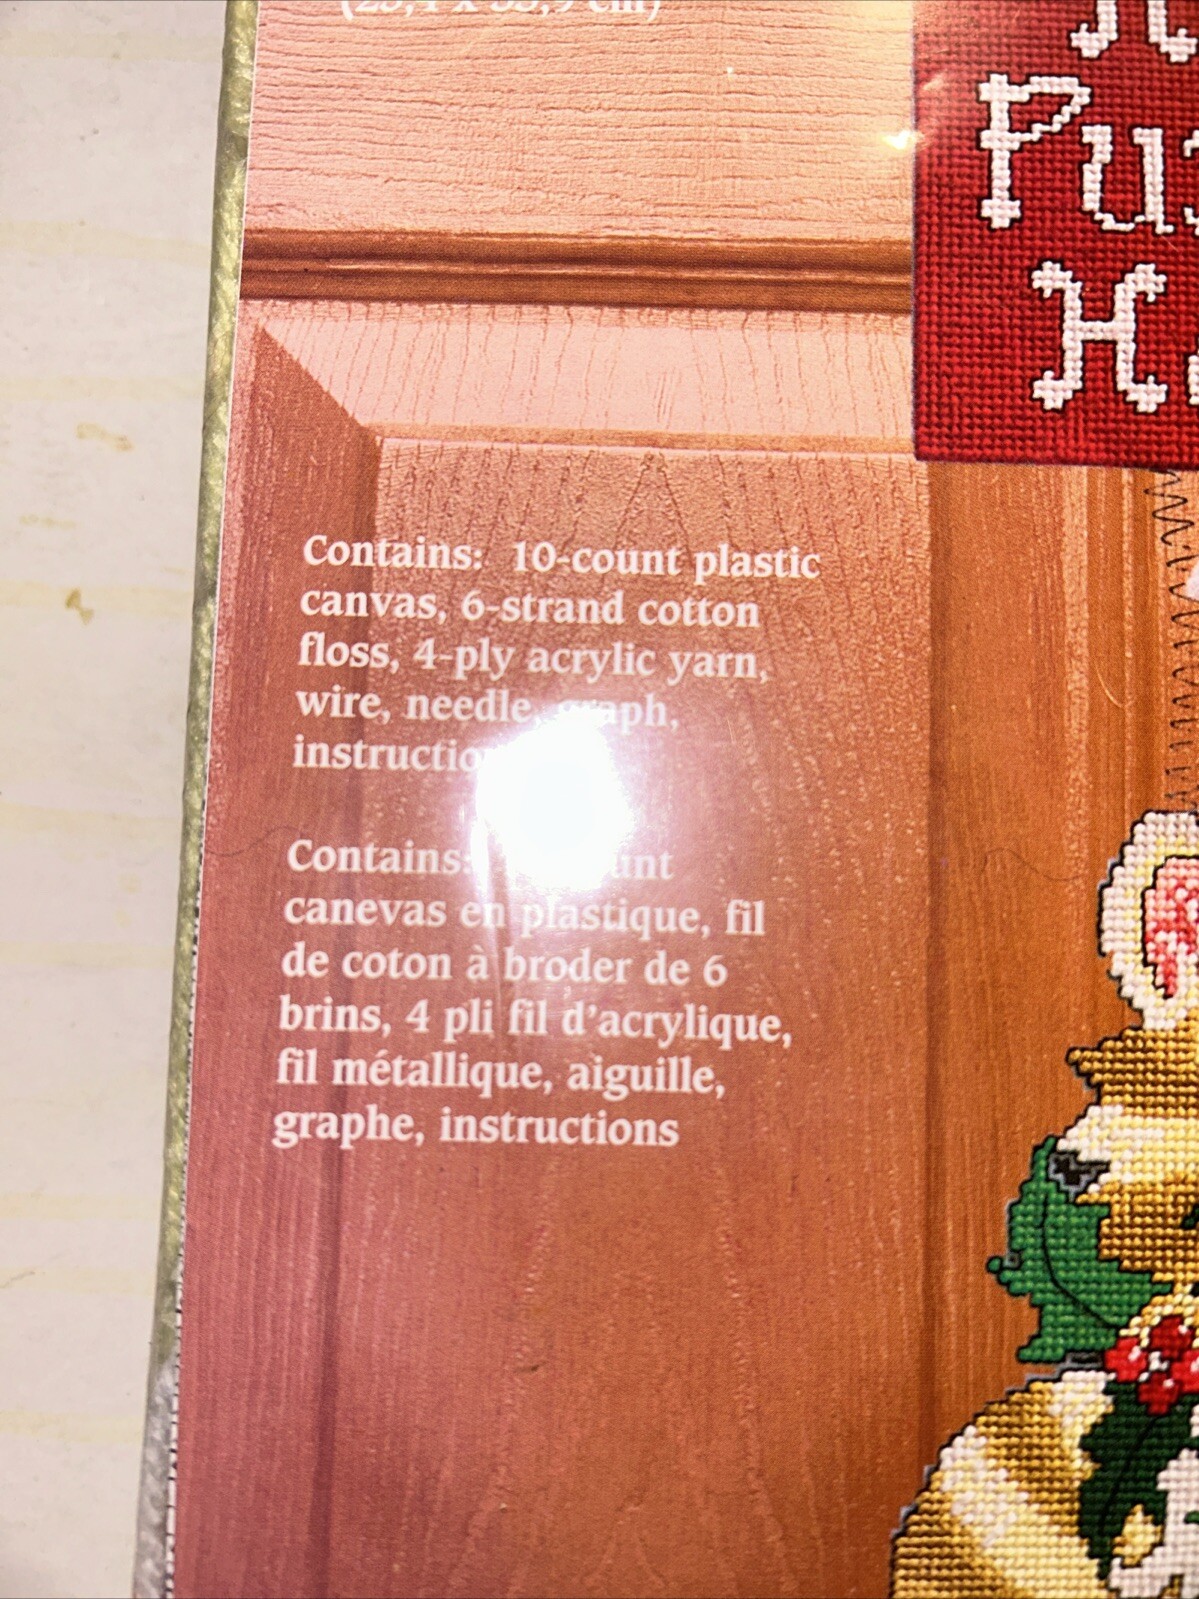 Pu
H
Contains: 10-count plastic
canvas, 6-strand cotton
floss, 4-ply acrylic yarn,
wire, needle,
Contains:
canevas en plastique, fil
de coton à broder de 6
brins, 4 pli fil d'acrylique,
fil métallique, aiguille,
graphe, instructions